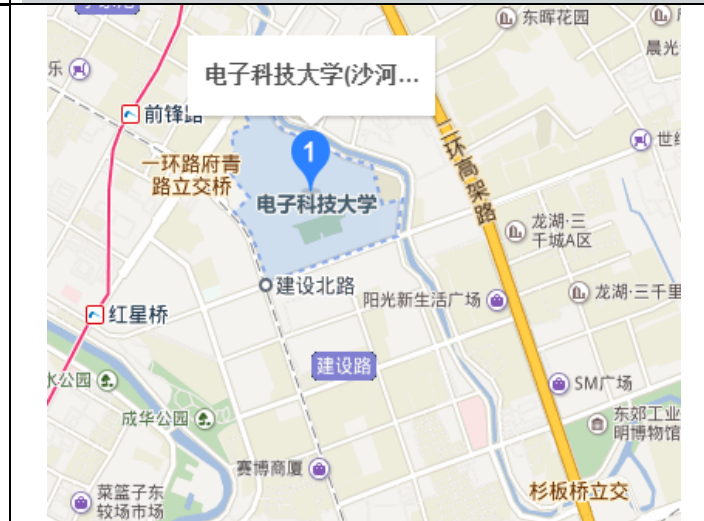 东晖花园
晨光
乐
电子科技大学(沙河...
前锋路
1
二环高架路
一环路府青
路立交桥
电子科技大学
龙湖·三
千城A区
建设北路
阳光新生活广场
龙湖·三千里
红星桥
建设路
水公园
SM广场
成华公园
东郊工业
明博物馆
赛博商厦
菜篮子东
较场市场
杉板桥立交